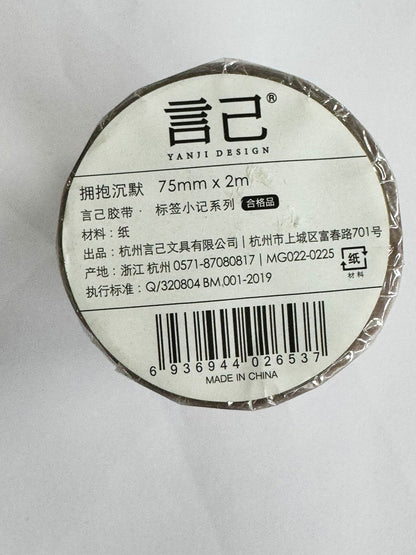 言己®
YANJI DESIGN
拥抱沉默 75mm x 2m
言己胶带 · 标签小记系列 合格品
材料：纸
出品：杭州言己文具有限公司 | 杭州市上城区富春路701号
产地：浙江 杭州 0571-87080817 | MG022-0225 纸
材料
执行标准：Q/320804 BM.001-2019
6 936944 026537
MADE IN CHINA